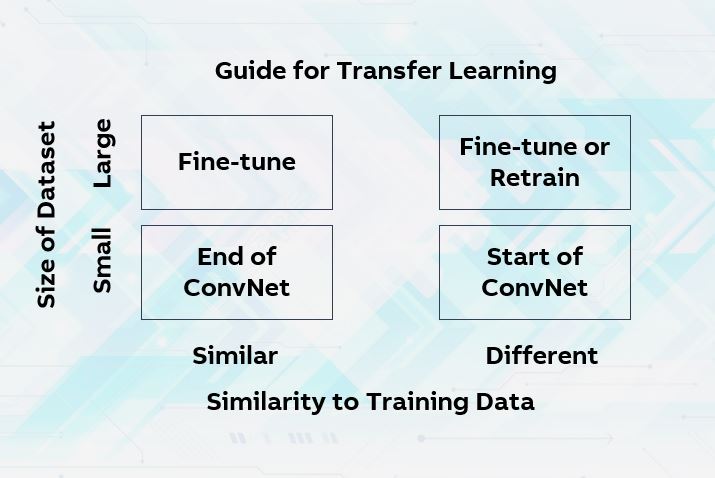 Guide for Transfer Learning
Size of Dataset
Large
Fine-tune
Fine-tune or
Retrain
Small
End of
ConvNet
Start of
ConvNet
Similar
Different
Similarity to Training Data